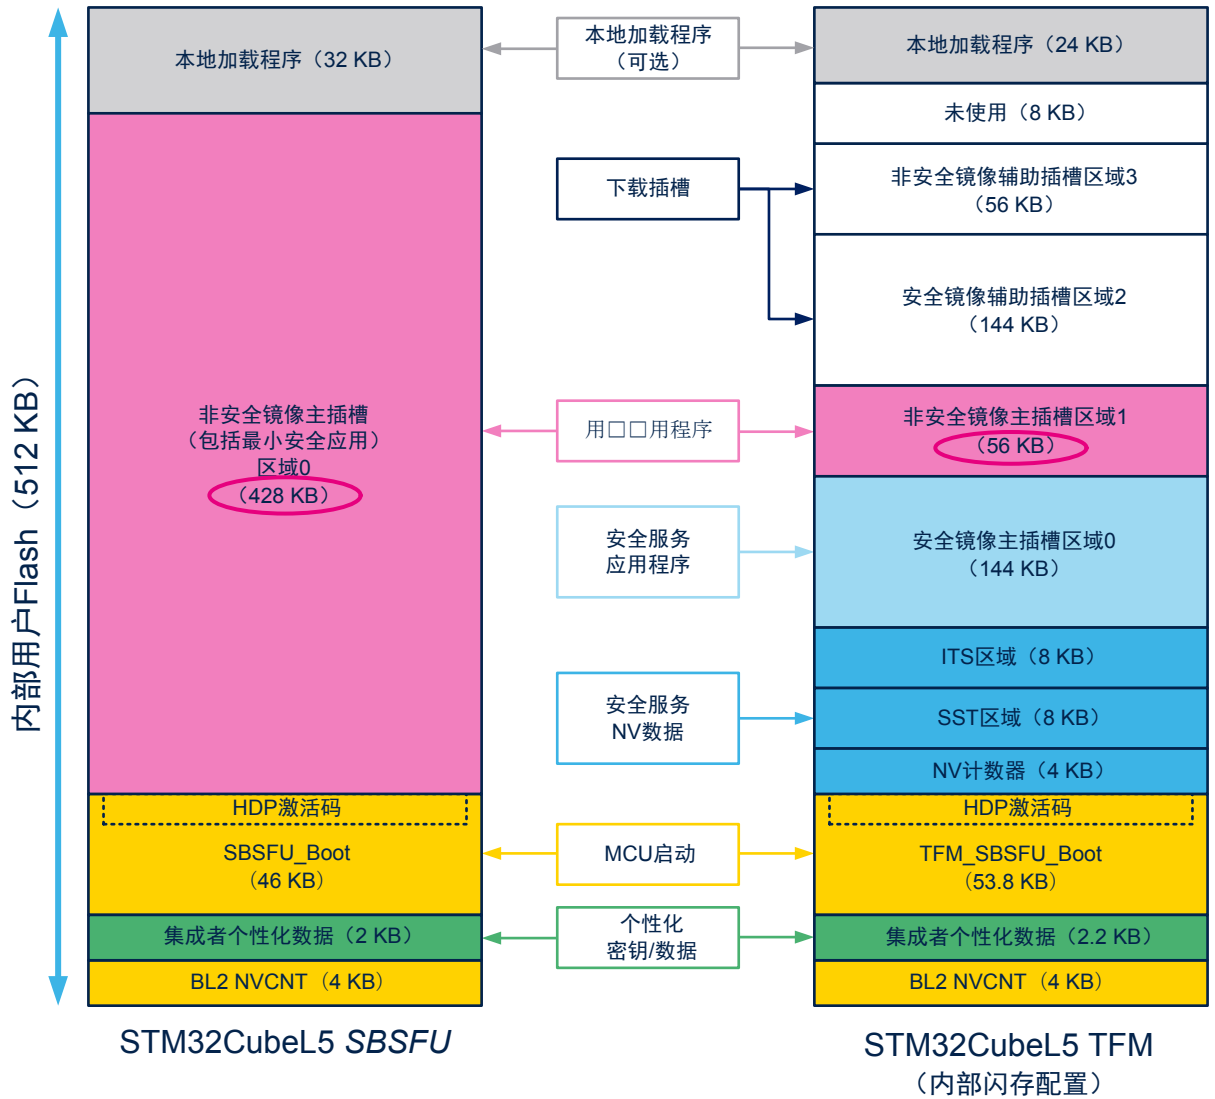 内部用户Flash（512 KB）
本地加载程序（32 KB）
非安全镜像主插槽
（包括最小安全应用）
区域0
（428 KB）
HDP激活码
SBSFU_Boot
（46 KB）
集成者个性化数据（2 KB）
BL2 NVCNT（4 KB）
STM32CubeL5 SBSFU
本地加载程序
（可选）
下载插槽
用□□用程序
安全服务
应用程序
安全服务
NV数据
MCU启动
个性化
密钥/数据
本地加载程序（24 KB）
未使用（8 KB）
非安全镜像辅助插槽区域3
（56 KB）
安全镜像辅助插槽区域2
（144 KB）
非安全镜像主插槽区域1
（56 KB）
安全镜像主插槽区域0
（144 KB）
ITS区域（8 KB）
SST区域（8 KB）
NV计数器（4 KB）
HDP激活码
TFM_SBSFU_Boot
（53.8 KB）
集成者个性化数据（2.2 KB）
BL2 NVCNT（4 KB）
STM32CubeL5 TFM
（内部闪存配置）